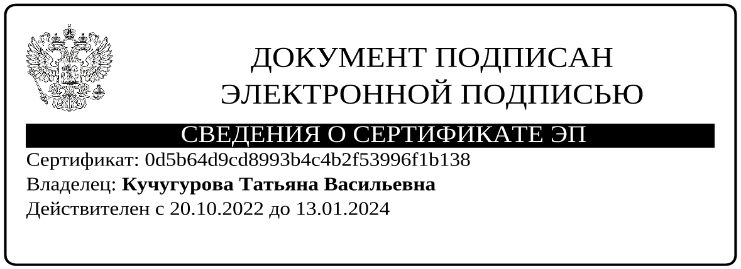 ДОКУМЕНТ ПОДПИСАН
ЭЛЕКТРОННОЙ ПОДПИСЬЮ
СВЕДЕНИЯ О СЕРТИФИКАТЕ ЭП
Сертификат: 0d5b64d9cd8993b4c4b2f53996f1b138
Владелец: Кучугурова Татьяна Васильевна
Действителен с 20.10.2022 до 13.01.2024